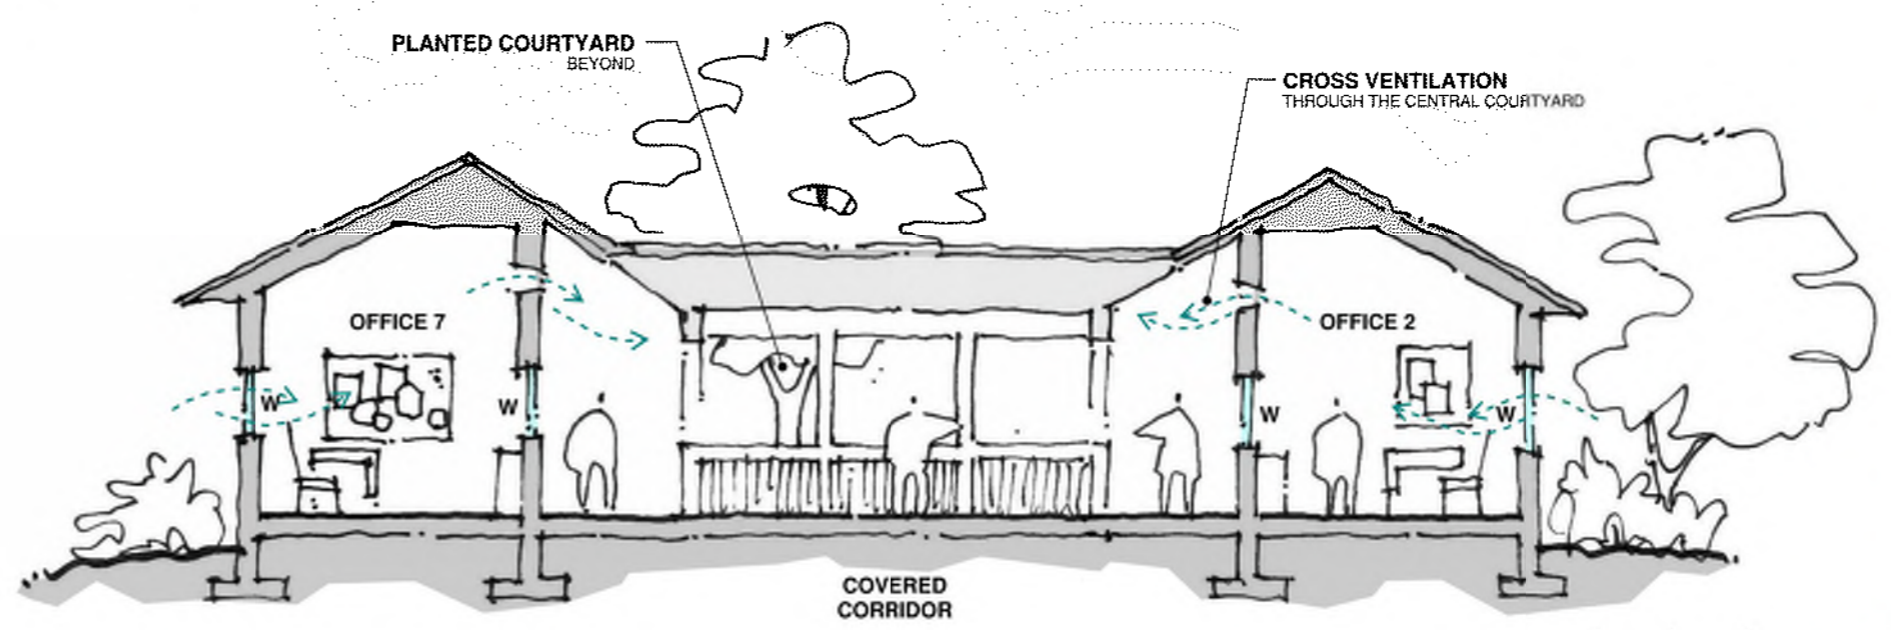 PLANTED COURTYARD
BEYOND
CROSS VENTILATION
THROUGH THE CENTRAL COURTYARD
OFFICE 7
OFFICE 2
W
W
W
W
COVERED
CORRIDOR